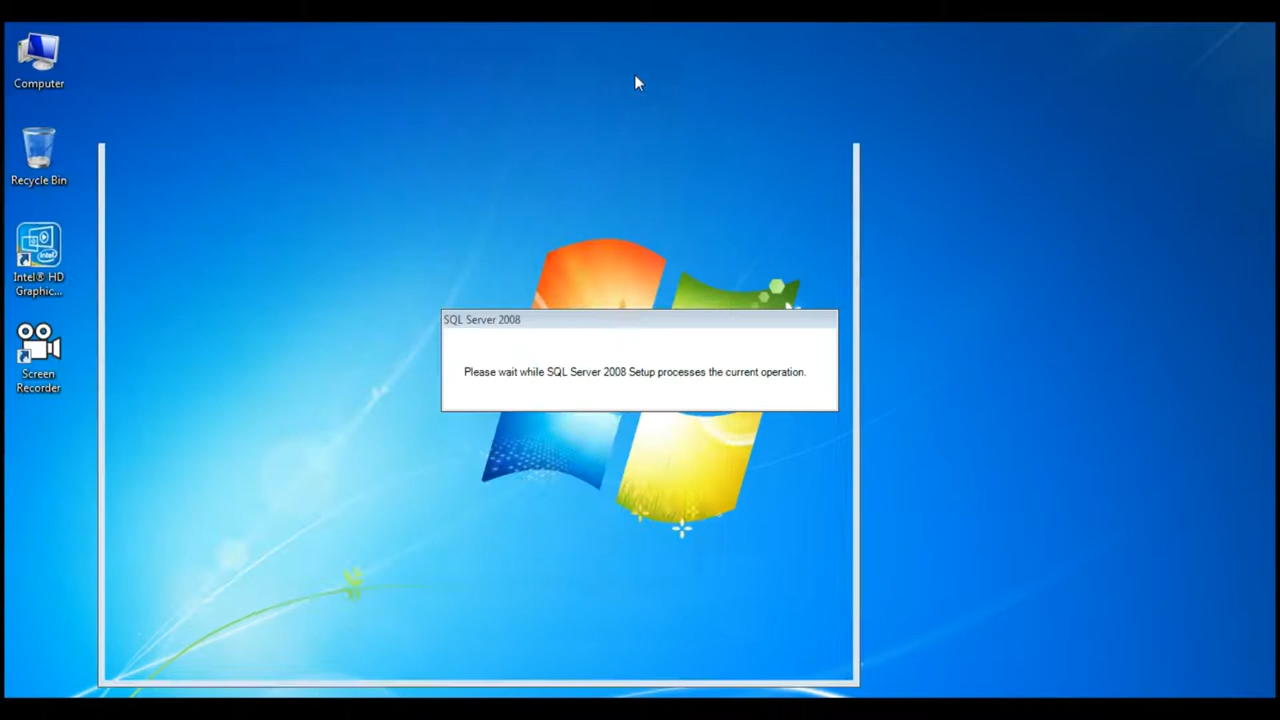 Computer
Recycle Bin
Intel® HD
Graphic...
Screen
Recorder
SQL Server 2008
Please wait while SQL Server 2008 Setup processes the current operation.